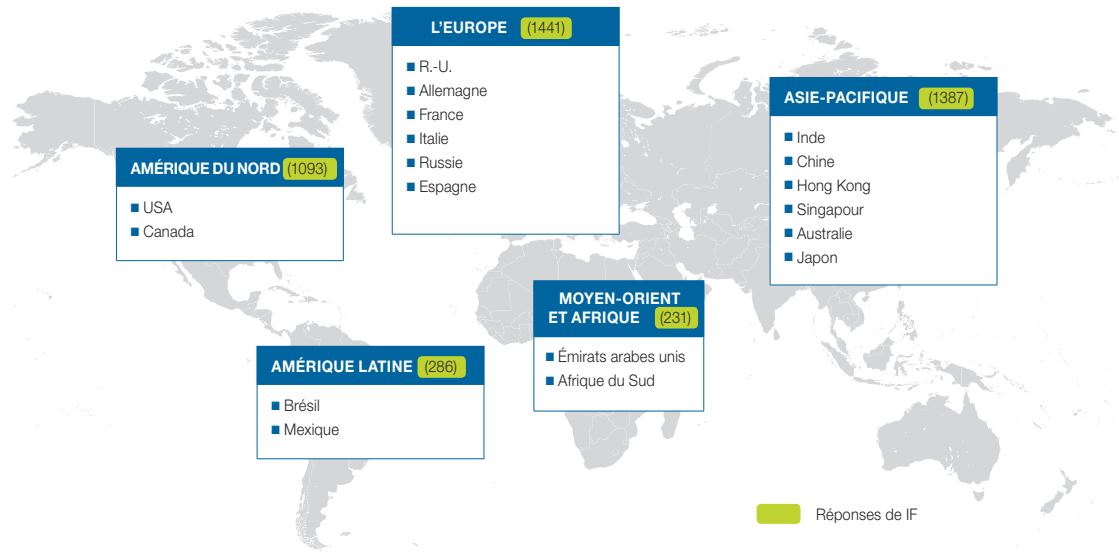 L'EUROPE (1441)
■ R.-U.
■ Allemagne
■ France
■ Italie
■ Russie
■ Espagne
ASIE-PACIFIQUE (1387)
■ Inde
■ Chine
■ Hong Kong
■ Singapour
■ Australie
■ Japon
AMÉRIQUE DU NORD (1093)
■ USA
■ Canada
MOYEN-ORIENT
ET AFRIQUE (231)
■ Émirats arabes unis
■ Afrique du Sud
AMÉRIQUE LATINE (286)
■ Brésil
■ Mexique
Réponses de IF